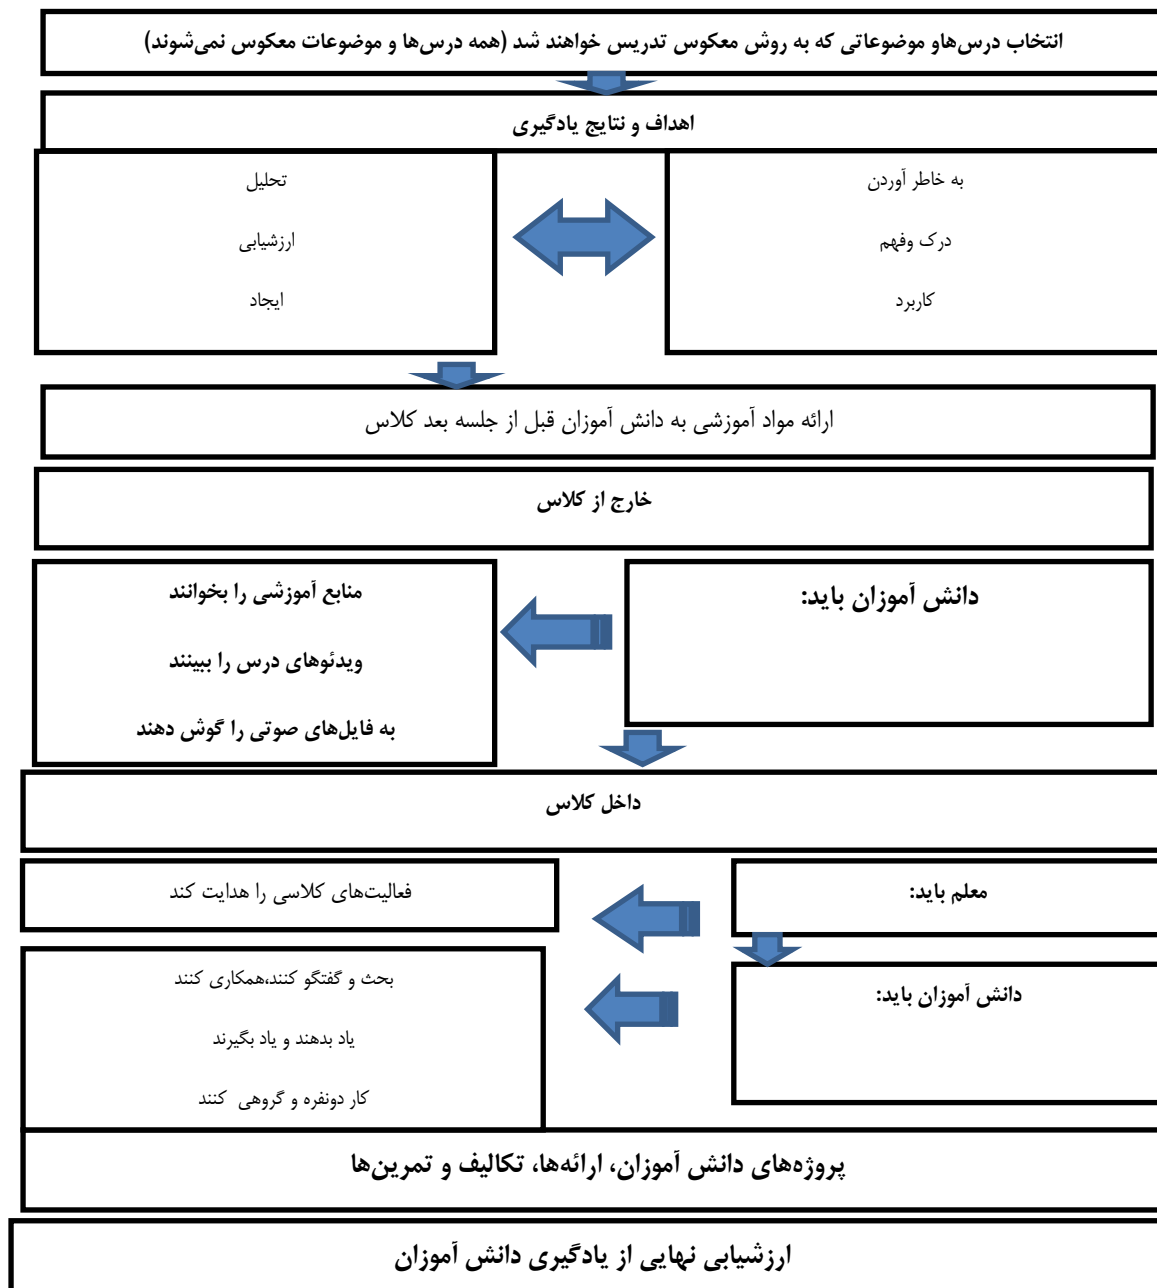 انتخاب درس‌هاو موضوعاتی که به روش معکوس تدریس خواهند شد (همه درس‌ها و موضوعات معکوس نمی‌شوند)
اهداف و نتایج یادگیری
به خاطر آوردن
درک وفهم
کاربرد
تحلیل
ارزشیابی
ایجاد
ارائه مواد آموزشی به دانش آموزان قبل از جلسه بعد کلاس
خارج از کلاس
دانش آموزان باید:
منابع آموزشی را بخوانند
ویدئوهای درس را ببینند
به فایل‌های صوتی را گوش دهند
داخل کلاس
معلم باید:
فعالیت‌های کلاسی را هدایت کند
دانش آموزان باید:
بحث و گفتگو کنند،همکاری کنند
یاد بدهند و یاد بگیرند
کار دونفره و گروهی کنند
پروژه‌های دانش آموزان، ارائه‌ها، تکالیف و تمرین‌ها
ارزشیابی نهایی از یادگیری دانش آموزان